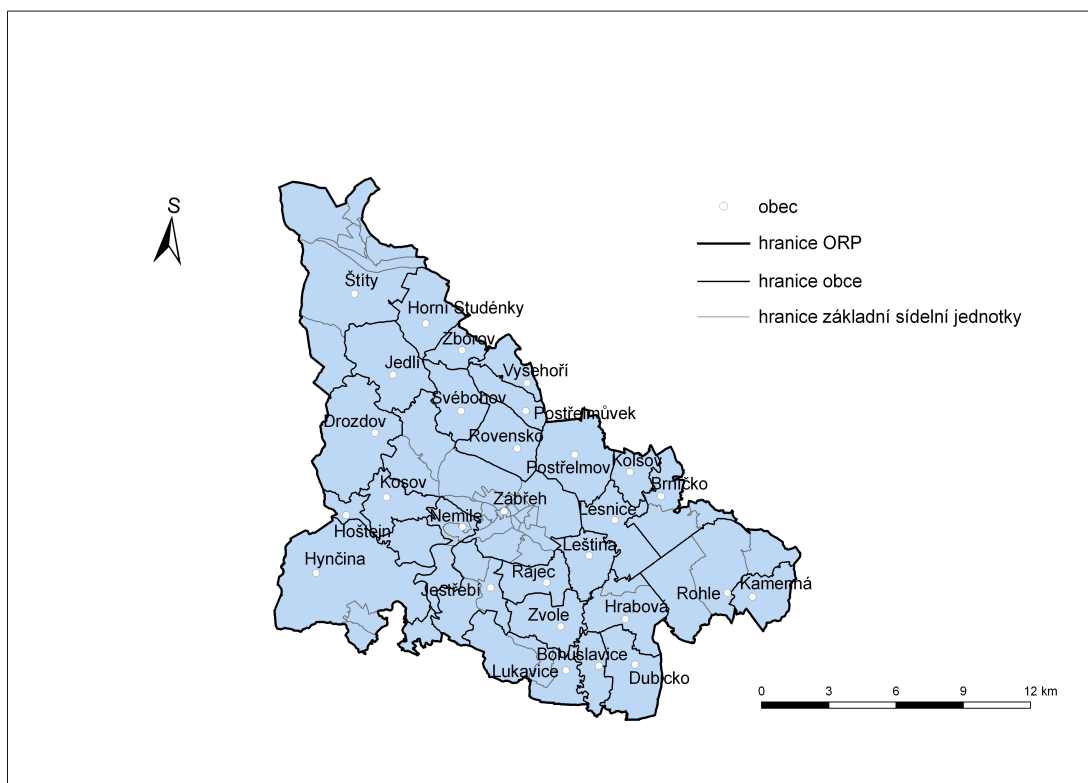 S
obec
hranice ORP
hranice obce
hranice základní sídelní jednotky
Štíty
Horní Studénky
Zborov
Jedlí
Vyšehoří
Svébohov
Postřelmůvek
Drozdov
Rovensko
Postřelmov
Kolšov
Brníčko
Kosov
Zábřeh
Lesnice
Nemile
Hoštejn
Leština
Hynčina
Rájec
Jestřebí
Rohle
Kamenná
Hrabová
Zvole
Bohuslavice
Lukavice
Dubicko
0 3 6 9 12 km